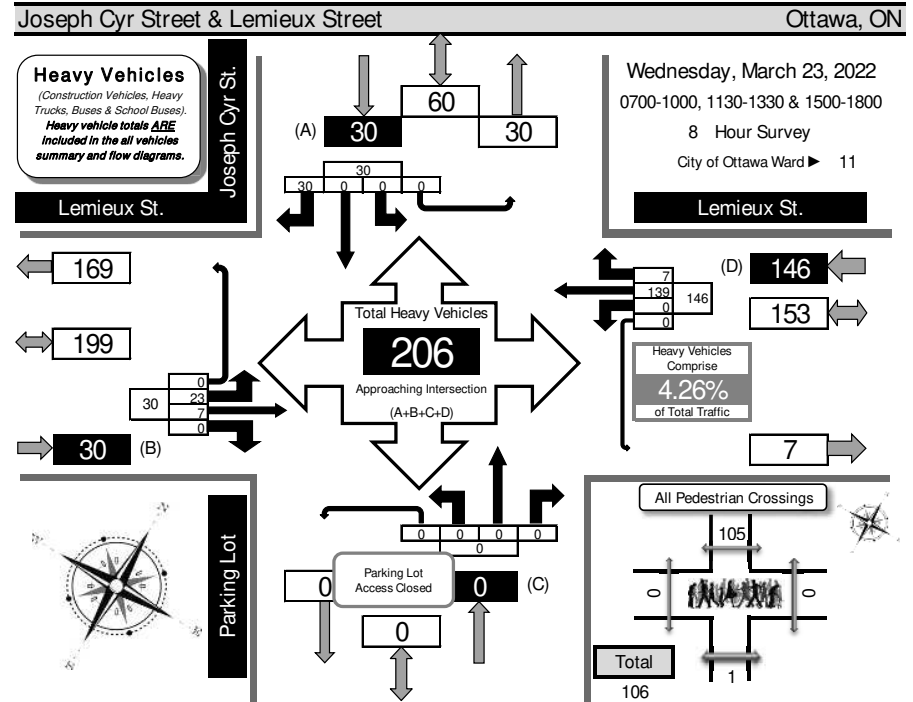 Joseph Cyr Street & Lemieux Street
Ottawa, ON
Heavy Vehicles
(Construction Vehicles, Heavy
Trucks, Buses & School Buses).
Heavy vehicle totals ARE
included in the all vehicles
summary and flow diagrams.
Joseph Cyr St.
Lemieux St.
60
(A)
30
30
30
30
0
0
0
Wednesday, March 23, 2022
0700-1000, 1130-1330 & 1500-1800
8 Hour Survey
City of Ottawa Ward ► 11
Lemieux St.
169
199
0
23
7
0
30
30
(B)
Total Heavy Vehicles
206
Approaching Intersection
(A+B+C+D)
7
139
0
0
146
(D)
146
153
Heavy Vehicles
Comprise
4.26%
of Total Traffic
7
Parking Lot
0
0
0
0
0
0
Parking Lot
Access Closed
0
(C)
0
All Pedestrian Crossings
105
0
0
1
Total
106